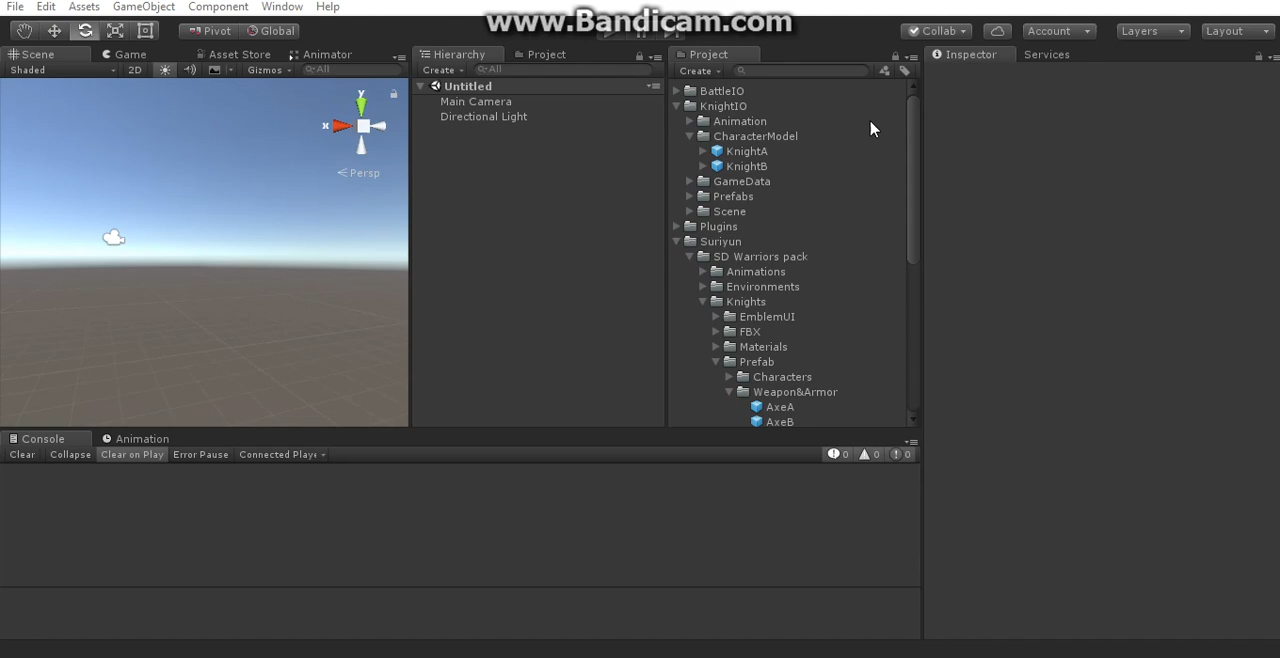 File Edit Assets GameObject Component Window Help
www.Bandicam.com
Pivot Global Collab Account Layers Layout
Scene Game Asset Store Animator
Shaded 2D Gizmos All
y
x
Persp
Hierarchy Project
Create All
Untitled
Main Camera
Directional Light
Project
Create
BattleIO
KnightIO
Animation
CharacterModel
KnightA
KnightB
GameData
Prefabs
Scene
Plugins
Suriyun
SD Warriors pack
Animations
Environments
Knights
EmblemUI
FBX
Materials
Prefab
Characters
Weapon&Armor
AxeA
AxeB
Inspector Services
Console Animation
Clear Collapse Clear on Play Error Pause Connected Playe 0 0 0